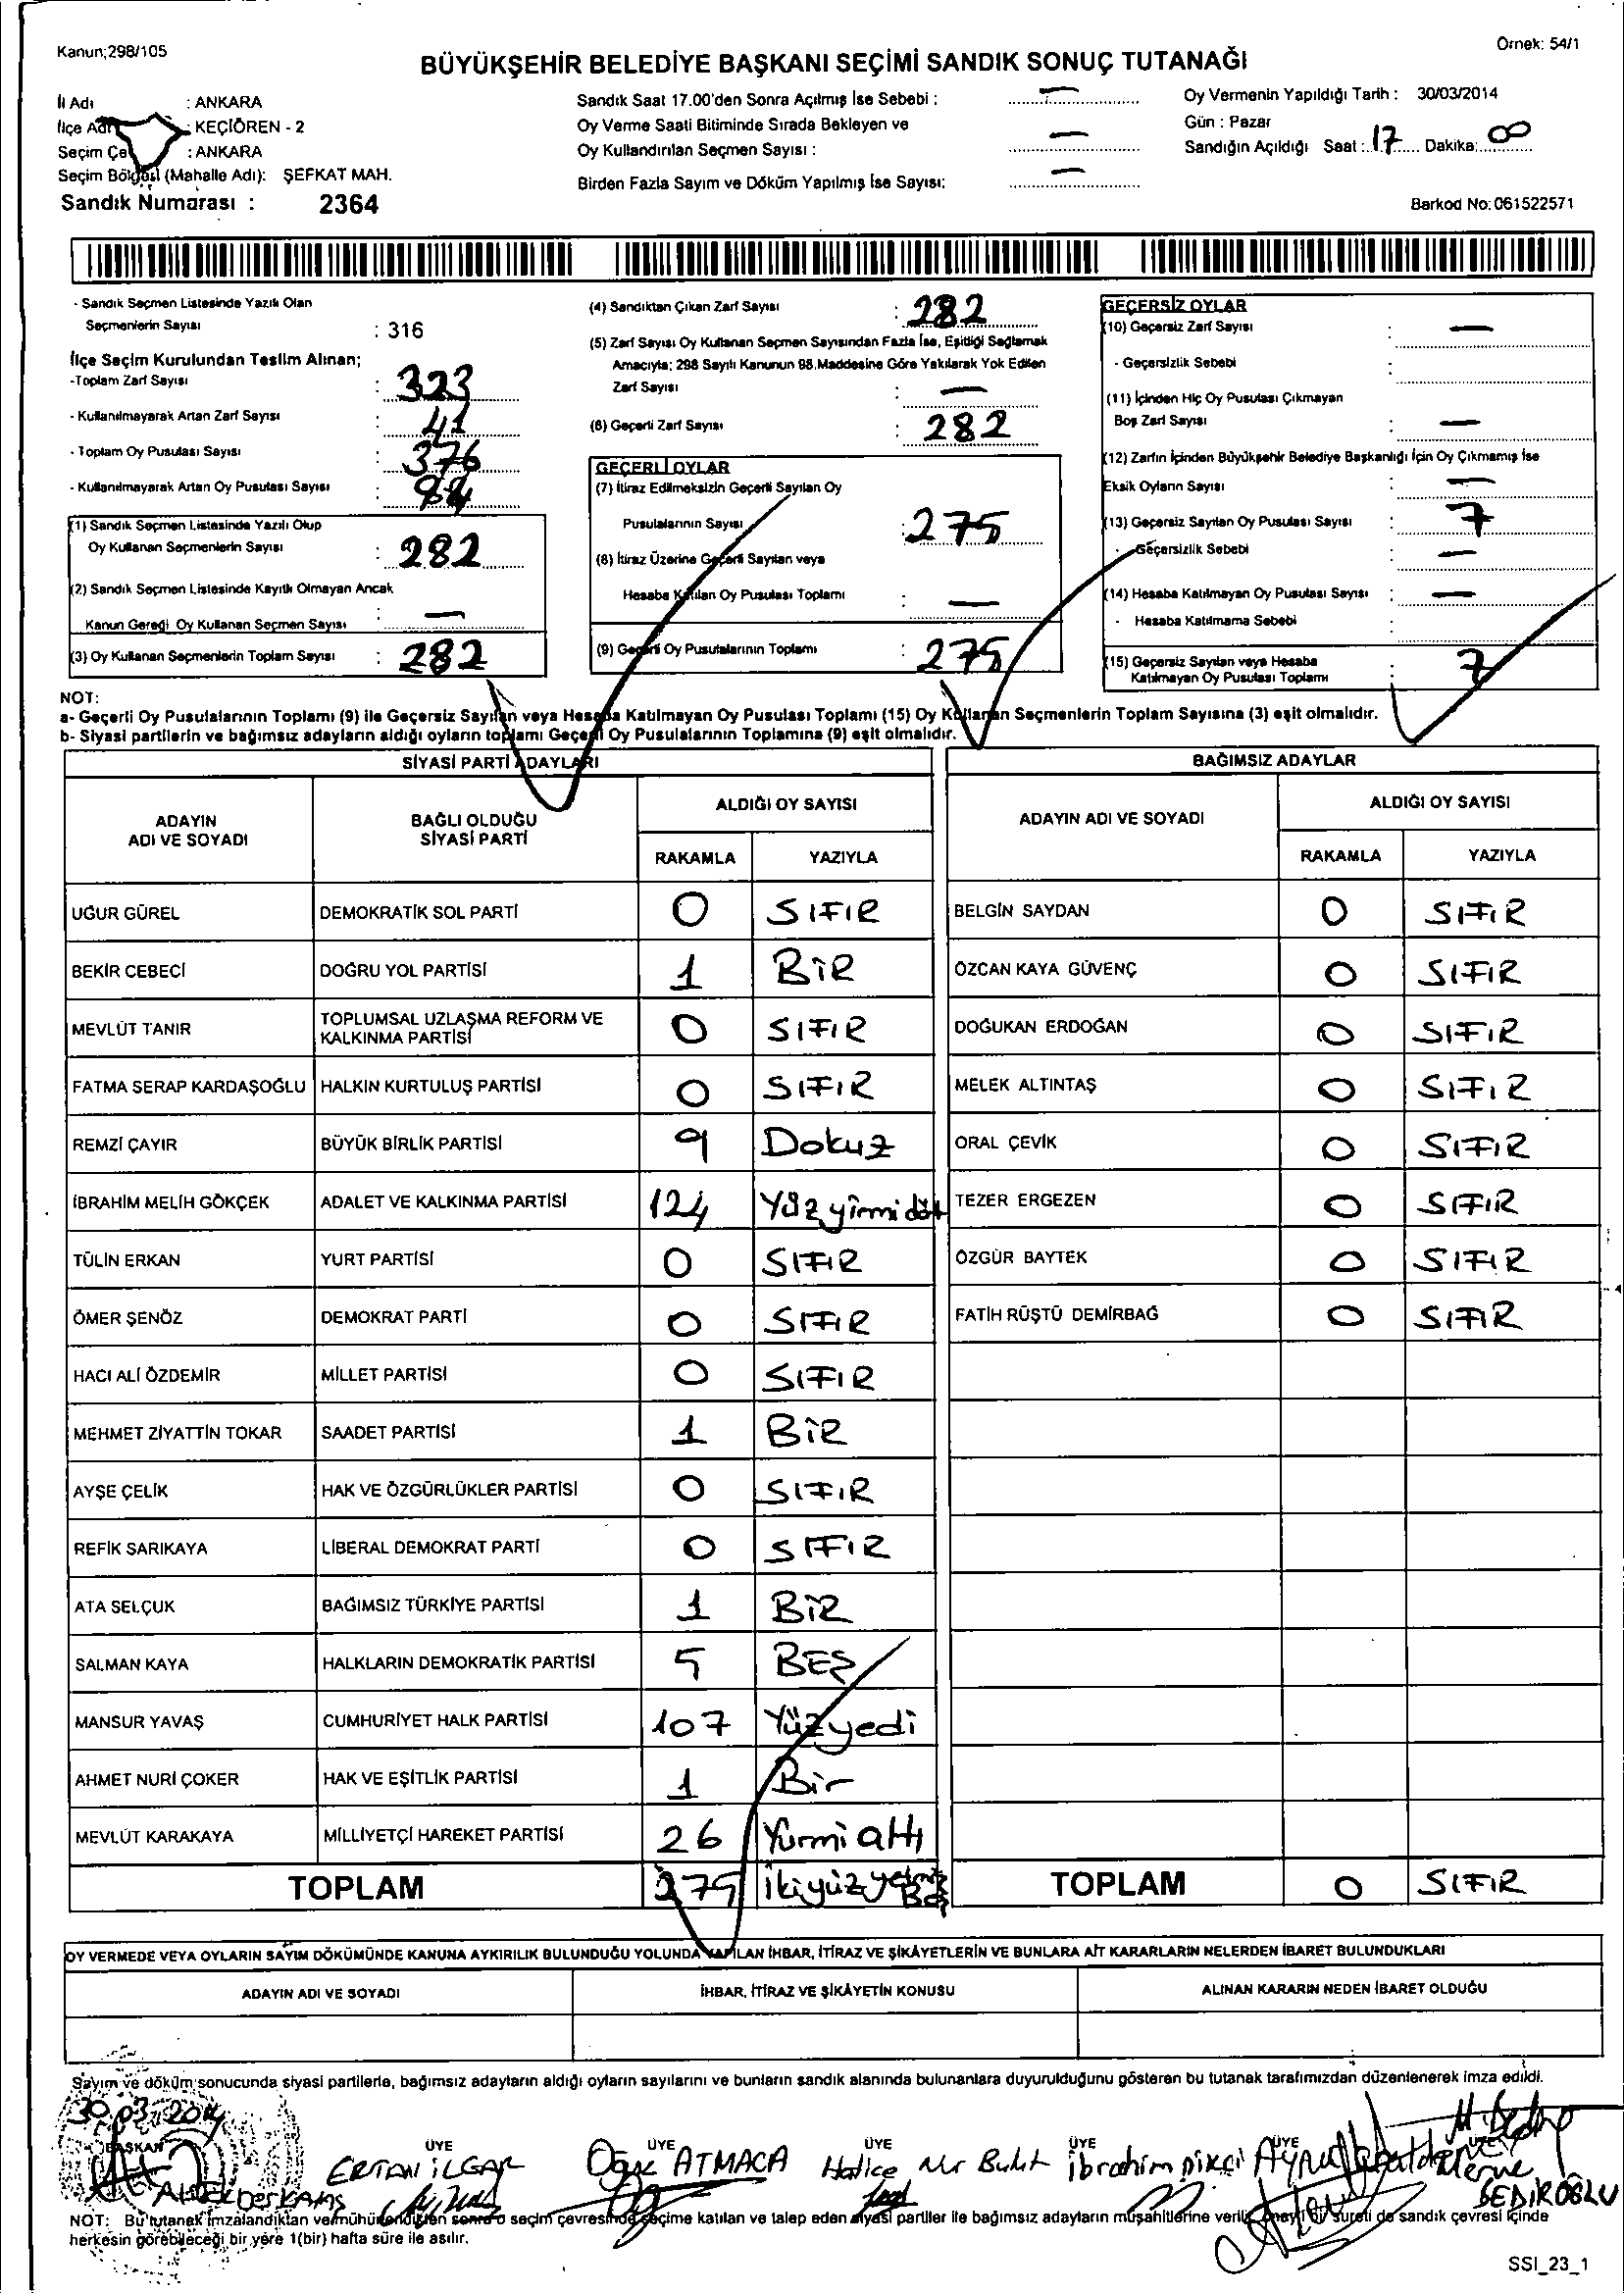 Kanun;298/105
Örnek: 54/1
BÜYÜKŞEHİR BELEDİYE BAŞKANI SEÇİMİ SANDIK SONUÇ TUTANAĞI
İl Adı : ANKARA
İlçe Adı : KEÇİÖREN - 2
Seçim Çe : ANKARA
Seçim Bölgesi (Mahalle Adı): ŞEFKAT MAH.
Sandık Numarası : 2364
Sandık Saat 17.00'den Sonra Açılmış İse Sebebi : —
Oy Verme Saati Bitiminde Sırada Bekleyen ve
Oy Kullandırılan Seçmen Sayısı : —
Birden Fazla Sayım ve Döküm Yapılmış İse Sayısı: —
Oy Vermenin Yapıldığı Tarih : 30/03/2014
Gün : Pazar
Sandığın Açıldığı Saat : 17 Dakika: 00
Barkod No: 061522571
- Sandık Seçmen Listesinde Yazılı Olan
Seçmenlerin Sayısı : 316
İlçe Seçim Kurulundan Teslim Alınan;
-Toplam Zarf Sayısı : 323
- Kullanılmayarak Artan Zarf Sayısı : 41
- Toplam Oy Pusulası Sayısı : 376
- Kullanılmayarak Artan Oy Pusulası Sayısı :
(1) Sandık Seçmen Listesinde Yazılı Olup
Oy Kullanan Seçmenlerin Sayısı : 282
(2) Sandık Seçmen Listesinde Kayıtlı Olmayan Ancak
Kanun Gereği Oy Kullanan Seçmen Sayısı : —
(3) Oy Kullanan Seçmenlerin Toplam Sayısı : 282
(4) Sandıktan Çıkan Zarf Sayısı : 282
(5) Zarf Sayısı Oy Kullanan Seçmen Sayısından Fazla İse, Eşitliği Sağlamak
Amacıyla; 298 Sayılı Kanunun 98.Maddesine Göre Yakılarak Yok Edilen
Zarf Sayısı : —
(6) Geçerli Zarf Sayısı : 282
GEÇERLİ OYLAR
(7) İtiraz Edilmeksizin Geçerli Sayılan Oy
Pusulalarının Sayısı : 275
(8) İtiraz Üzerine Geçerli Sayılan veya
Hesaba Katılan Oy Pusulası Toplamı : —
(9) Geçerli Oy Pusulalarının Toplamı : 275
GEÇERSİZ OYLAR
(10) Geçersiz Zarf Sayısı : —
- Geçersizlik Sebebi :
(11) İçinden Hiç Oy Pusulası Çıkmayan
Boş Zarf Sayısı : —
(12) Zarfın İçinden Büyükşehir Belediye Başkanlığı İçin Oy Çıkmamış İse
Eksik Oyların Sayısı : —
(13) Geçersiz Sayılan Oy Pusulası Sayısı : 7
- Geçersizlik Sebebi : —
(14) Hesaba Katılmayan Oy Pusulası Sayısı : —
- Hesaba Katılmama Sebebi :
(15) Geçersiz Sayılan veya Hesaba
Katılmayan Oy Pusulası Toplamı : 7
NOT:
a- Geçerli Oy Pusulalarının Toplamı (9) ile Geçersiz Sayılan veya Hesaba Katılmayan Oy Pusulası Toplamı (15) Oy Kullanan Seçmenlerin Toplam Sayısına (3) eşit olmalıdır.
b- Siyasi partilerin ve bağımsız adayların aldığı oyların toplamı Geçerli Oy Pusulalarının Toplamına (9) eşit olmalıdır.
SİYASİ PARTİ ADAYLARI
ADAYIN ADI VE SOYADI BAĞLI OLDUĞU SİYASİ PARTİ ALDIĞI OY SAYISI
RAKAMLA YAZIYLA
UĞUR GÜREL DEMOKRATİK SOL PARTİ 0 SIFIR
BEKİR CEBECİ DOĞRU YOL PARTİSİ 1 BİR
MEVLÜT TANIR TOPLUMSAL UZLAŞMA REFORM VE KALKINMA PARTİSİ 0 SIFIR
FATMA SERAP KARDAŞOĞLU HALKIN KURTULUŞ PARTİSİ 0 SIFIR
REMZİ ÇAYIR BÜYÜK BİRLİK PARTİSİ 9 Dokuz
İBRAHİM MELİH GÖKÇEK ADALET VE KALKINMA PARTİSİ 124 Yüz yirmi dört
TÜLİN ERKAN YURT PARTİSİ 0 SIFIR
ÖMER ŞENÖZ DEMOKRAT PARTİ 0 SIFIR
HACI ALİ ÖZDEMİR MİLLET PARTİSİ 0 SIFIR
MEHMET ZİYATTİN TOKAR SAADET PARTİSİ 1 BİR
AYŞE ÇELİK HAK VE ÖZGÜRLÜKLER PARTİSİ 0 SIFIR
REFİK SARIKAYA LİBERAL DEMOKRAT PARTİ 0 SIFIR
ATA SELÇUK BAĞIMSIZ TÜRKİYE PARTİSİ 1 BİR
SALMAN KAYA HALKLARIN DEMOKRATİK PARTİSİ 5 BEŞ
MANSUR YAVAŞ CUMHURİYET HALK PARTİSİ 107 Yüz yedi
AHMET NURİ ÇOKER HAK VE EŞİTLİK PARTİSİ 1 Bir
MEVLÜT KARAKAYA MİLLİYETÇİ HAREKET PARTİSİ 26 Yirmi altı
TOPLAM 275 İki yüz yetmiş Beş
BAĞIMSIZ ADAYLAR
ADAYIN ADI VE SOYADI ALDIĞI OY SAYISI
RAKAMLA YAZIYLA
BELGİN SAYDAN 0 SIFIR
ÖZCAN KAYA GÜVENÇ 0 SIFIR
DOĞUKAN ERDOĞAN 0 SIFIR
MELEK ALTINTAŞ 0 SIFIR
ORAL ÇEVİK 0 SIFIR
TEZER ERGEZEN 0 SIFIR
ÖZGÜR BAYTEK 0 SIFIR
FATİH RÜŞTÜ DEMİRBAĞ 0 SIFIR
TOPLAM 0 SIFIR
OY VERMEDE VEYA OYLARIN SAYIM DÖKÜMÜNDE KANUNA AYKIRILIK BULUNDUĞU YOLUNDA YAPILAN İHBAR, İTİRAZ VE ŞİKÂYETLERİN VE BUNLARA AİT KARARLARIN NELERDEN İBARET BULUNDUKLARI
ADAYIN ADI VE SOYADI İHBAR, İTİRAZ VE ŞİKÂYETİN KONUSU ALINAN KARARIN NEDEN İBARET OLDUĞU
Sayım ve döküm sonucunda siyasi partilerle, bağımsız adayların aldığı oyların sayılarını ve bunların sandık alanında bulunanlara duyurulduğunu gösteren bu tutanak tarafımızdan düzenlenerek imza edildi.
30.03.2014
BAŞKAN ÜYE ÜYE ÜYE ÜYE ÜYE
ERTAN İLGAR ATMACA Hatice Nur Bulut İbrahim
Merve BEDİROĞLU
NOT: Bu tutanak imzalandıktan ve mühürlendikten sonra o seçim çevresinde seçime katılan ve talep eden siyasi partiler ile bağımsız adayların müşahitlerine verilir, onaylı bir sureti de sandık çevresi içinde
herkesin görebileceği bir yere 1(bir) hafta süre ile asılır.
SSI_23_1